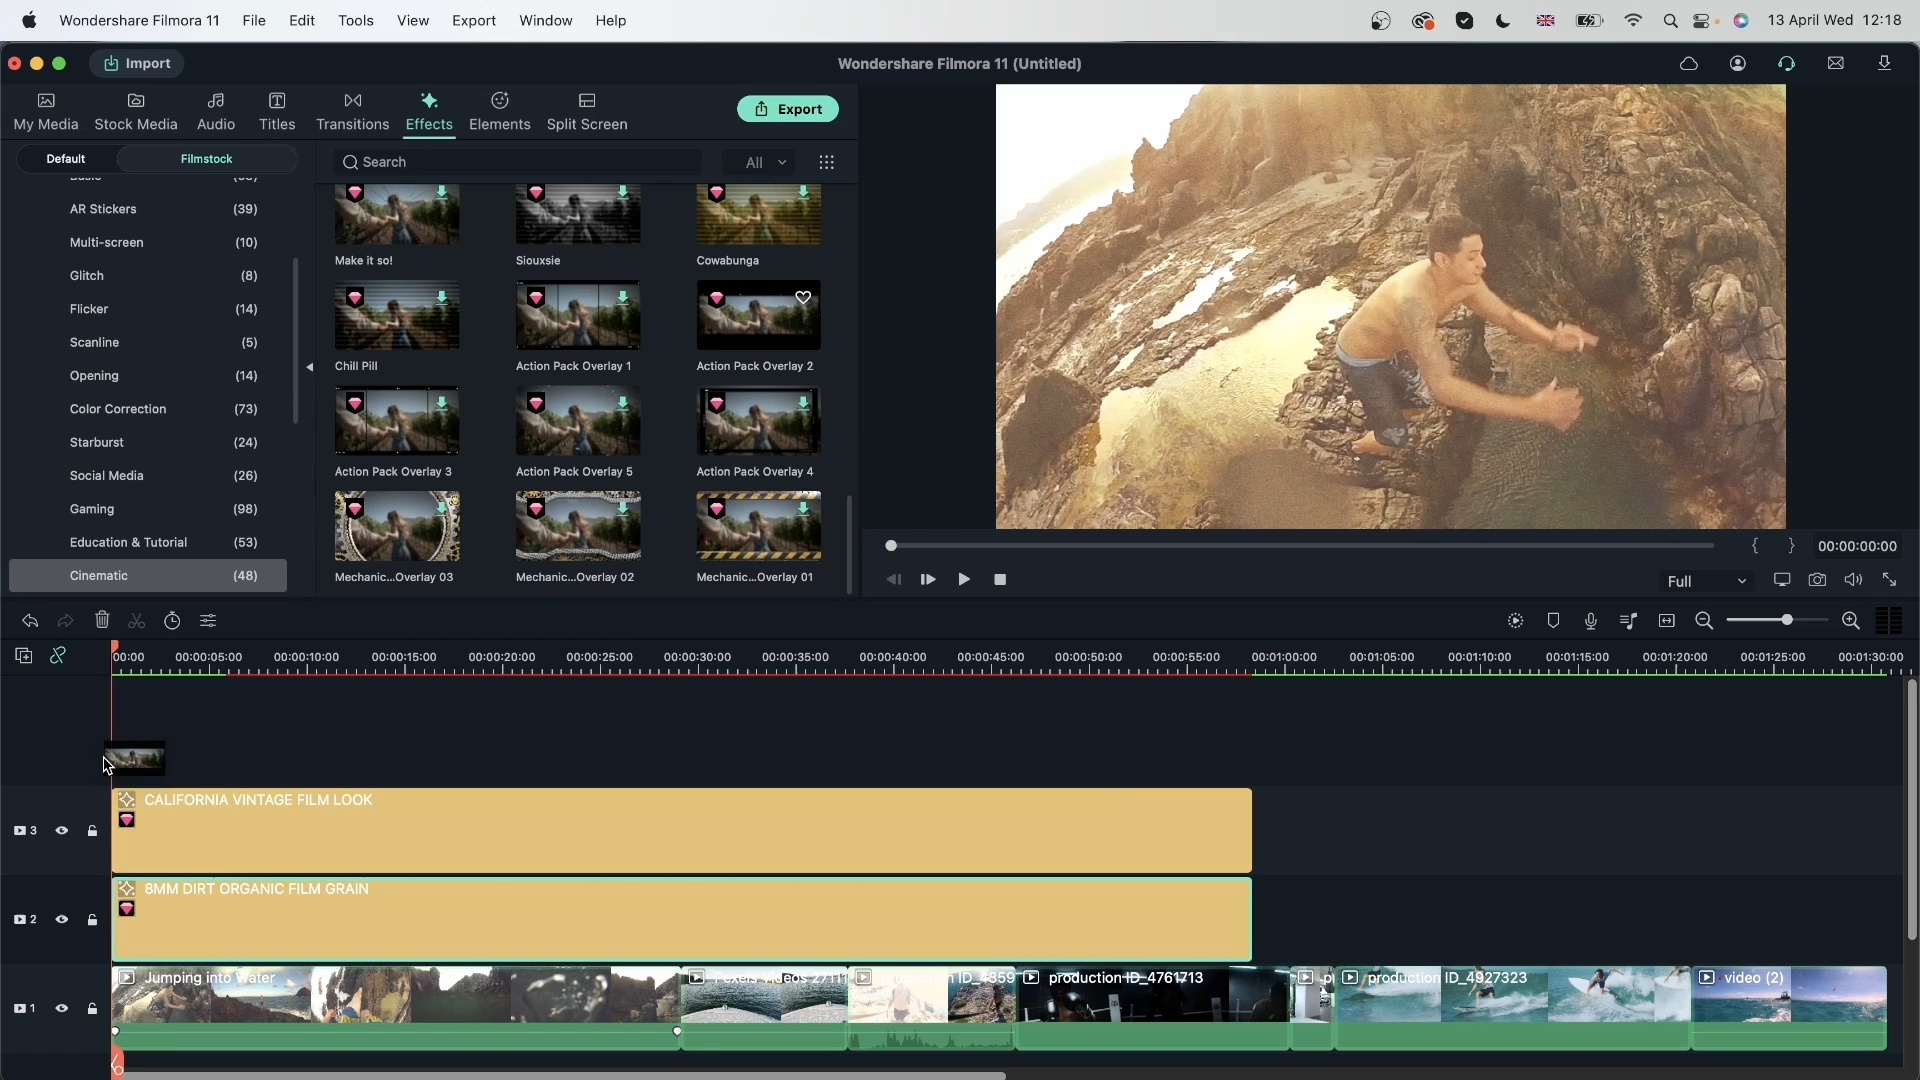 Wondershare Filmora 11 File Edit Tools View Export Window Help 13 April Wed 12:18
Import Wondershare Filmora 11 (Untitled)
My Media Stock Media Audio Titles Transitions Effects Elements Split Screen Export
Default Filmstock Search All
AR Stickers (39)
Multi-screen (10)
Glitch (8)
Flicker (14)
Scanline (5)
Opening (14)
Color Correction (73)
Starburst (24)
Social Media (26)
Gaming (98)
Education & Tutorial (53)
Cinematic (48)
Make it so! Siouxsie Cowabunga
Chill Pill Action Pack Overlay 1 Action Pack Overlay 2
Action Pack Overlay 3 Action Pack Overlay 5 Action Pack Overlay 4
Mechanic...Overlay 03 Mechanic...Overlay 02 Mechanic...Overlay 01
{ } 00:00:00:00
Full
00:00 00:00:05:00 00:00:10:00 00:00:15:00 00:00:20:00 00:00:25:00 00:00:30:00 00:00:35:00 00:00:40:00 00:00:45:00 00:00:50:00 00:00:55:00 00:01:00:00 00:01:05:00 00:01:10:00 00:01:15:00 00:01:20:00 00:01:25:00 00:01:30:00
3 CALIFORNIA VINTAGE FILM LOOK
2 8MM DIRT ORGANIC FILM GRAIN
1 Jumping into Water Pexels Videos 27111 production ID_4359 production ID_4761713 production ID_4927323 video (2)